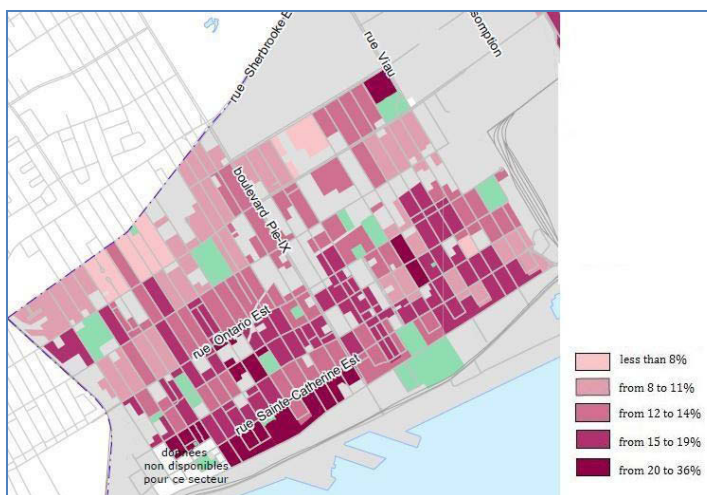 rue Sherbrooke E
rue Viau
somption
boulevard Pie-IX
rue Ontario Est
rue Sainte-Catherine Est
données
non disponibles
pour ce secteur
less than 8%
from 8 to 11%
from 12 to 14%
from 15 to 19%
from 20 to 36%